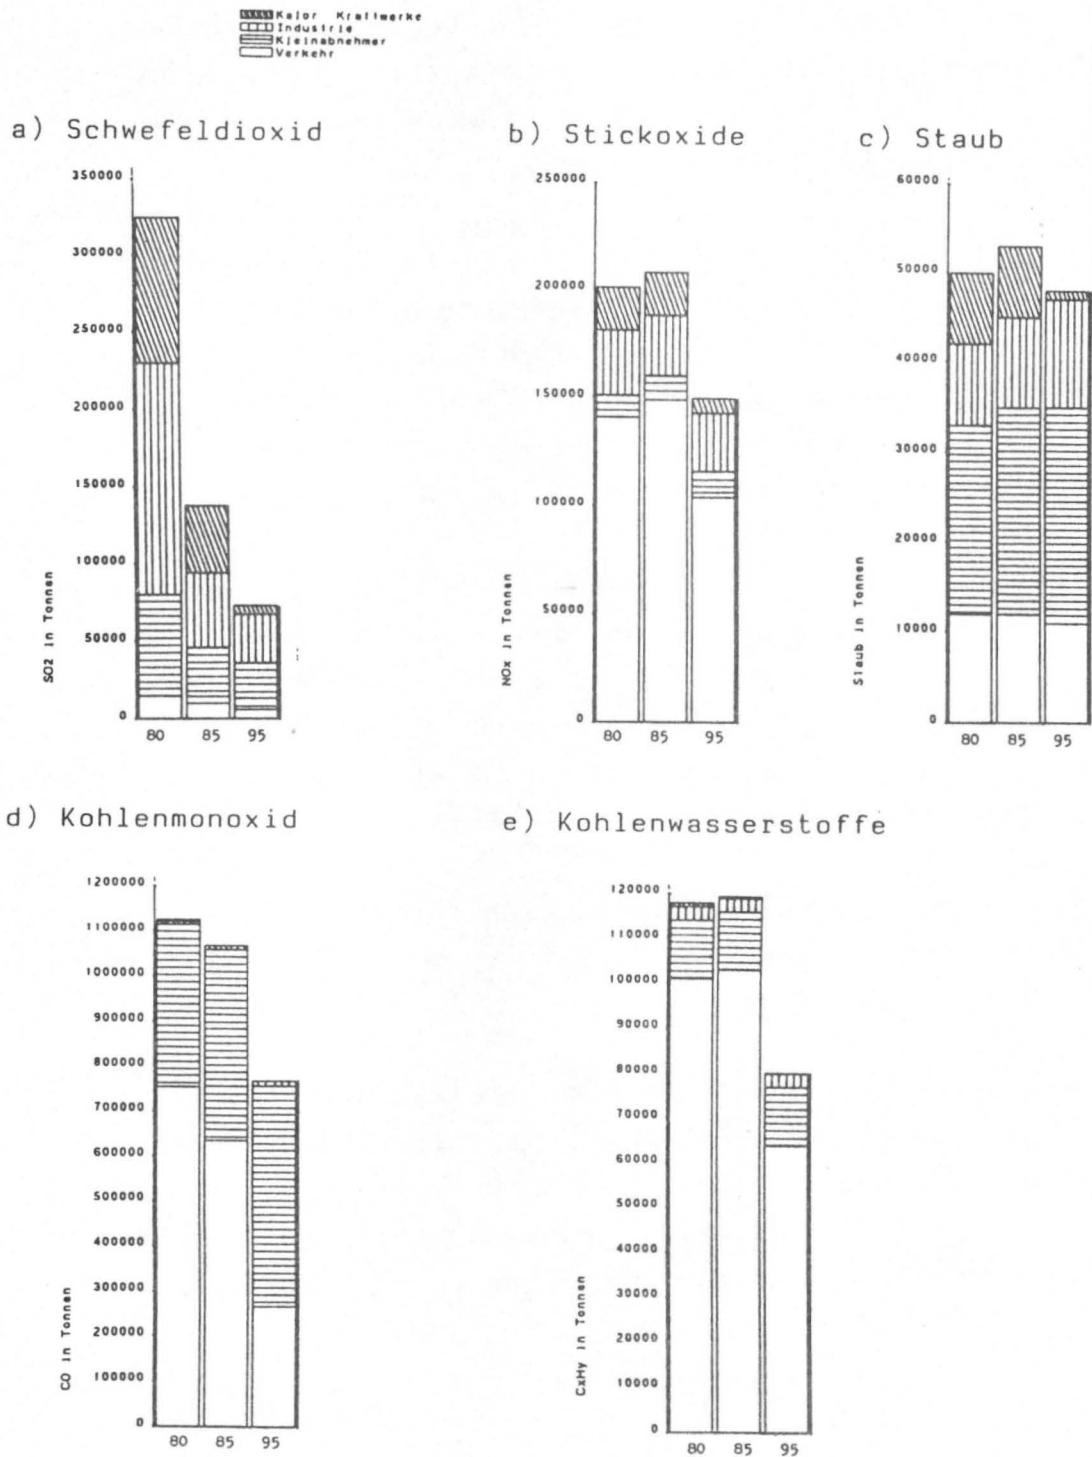 Kalor Kraftwerke
Industrie
Kleinabnehmer
Verkehr
a) Schwefeldioxid
350000
300000
250000
200000
150000
100000
50000
0
SO2 in Tonnen
80 85 95
b) Stickoxide
250000
200000
150000
100000
50000
0
NOx in Tonnen
80 85 95
c) Staub
60000
50000
40000
30000
20000
10000
0
Staub in Tonnen
80 85 95
d) Kohlenmonoxid
1200000
1100000
1000000
900000
800000
700000
600000
500000
400000
300000
200000
100000
0
CO in Tonnen
80 85 95
e) Kohlenwasserstoffe
120000
110000
100000
90000
80000
70000
60000
50000
40000
30000
20000
10000
0
CxHy in Tonnen
80 85 95